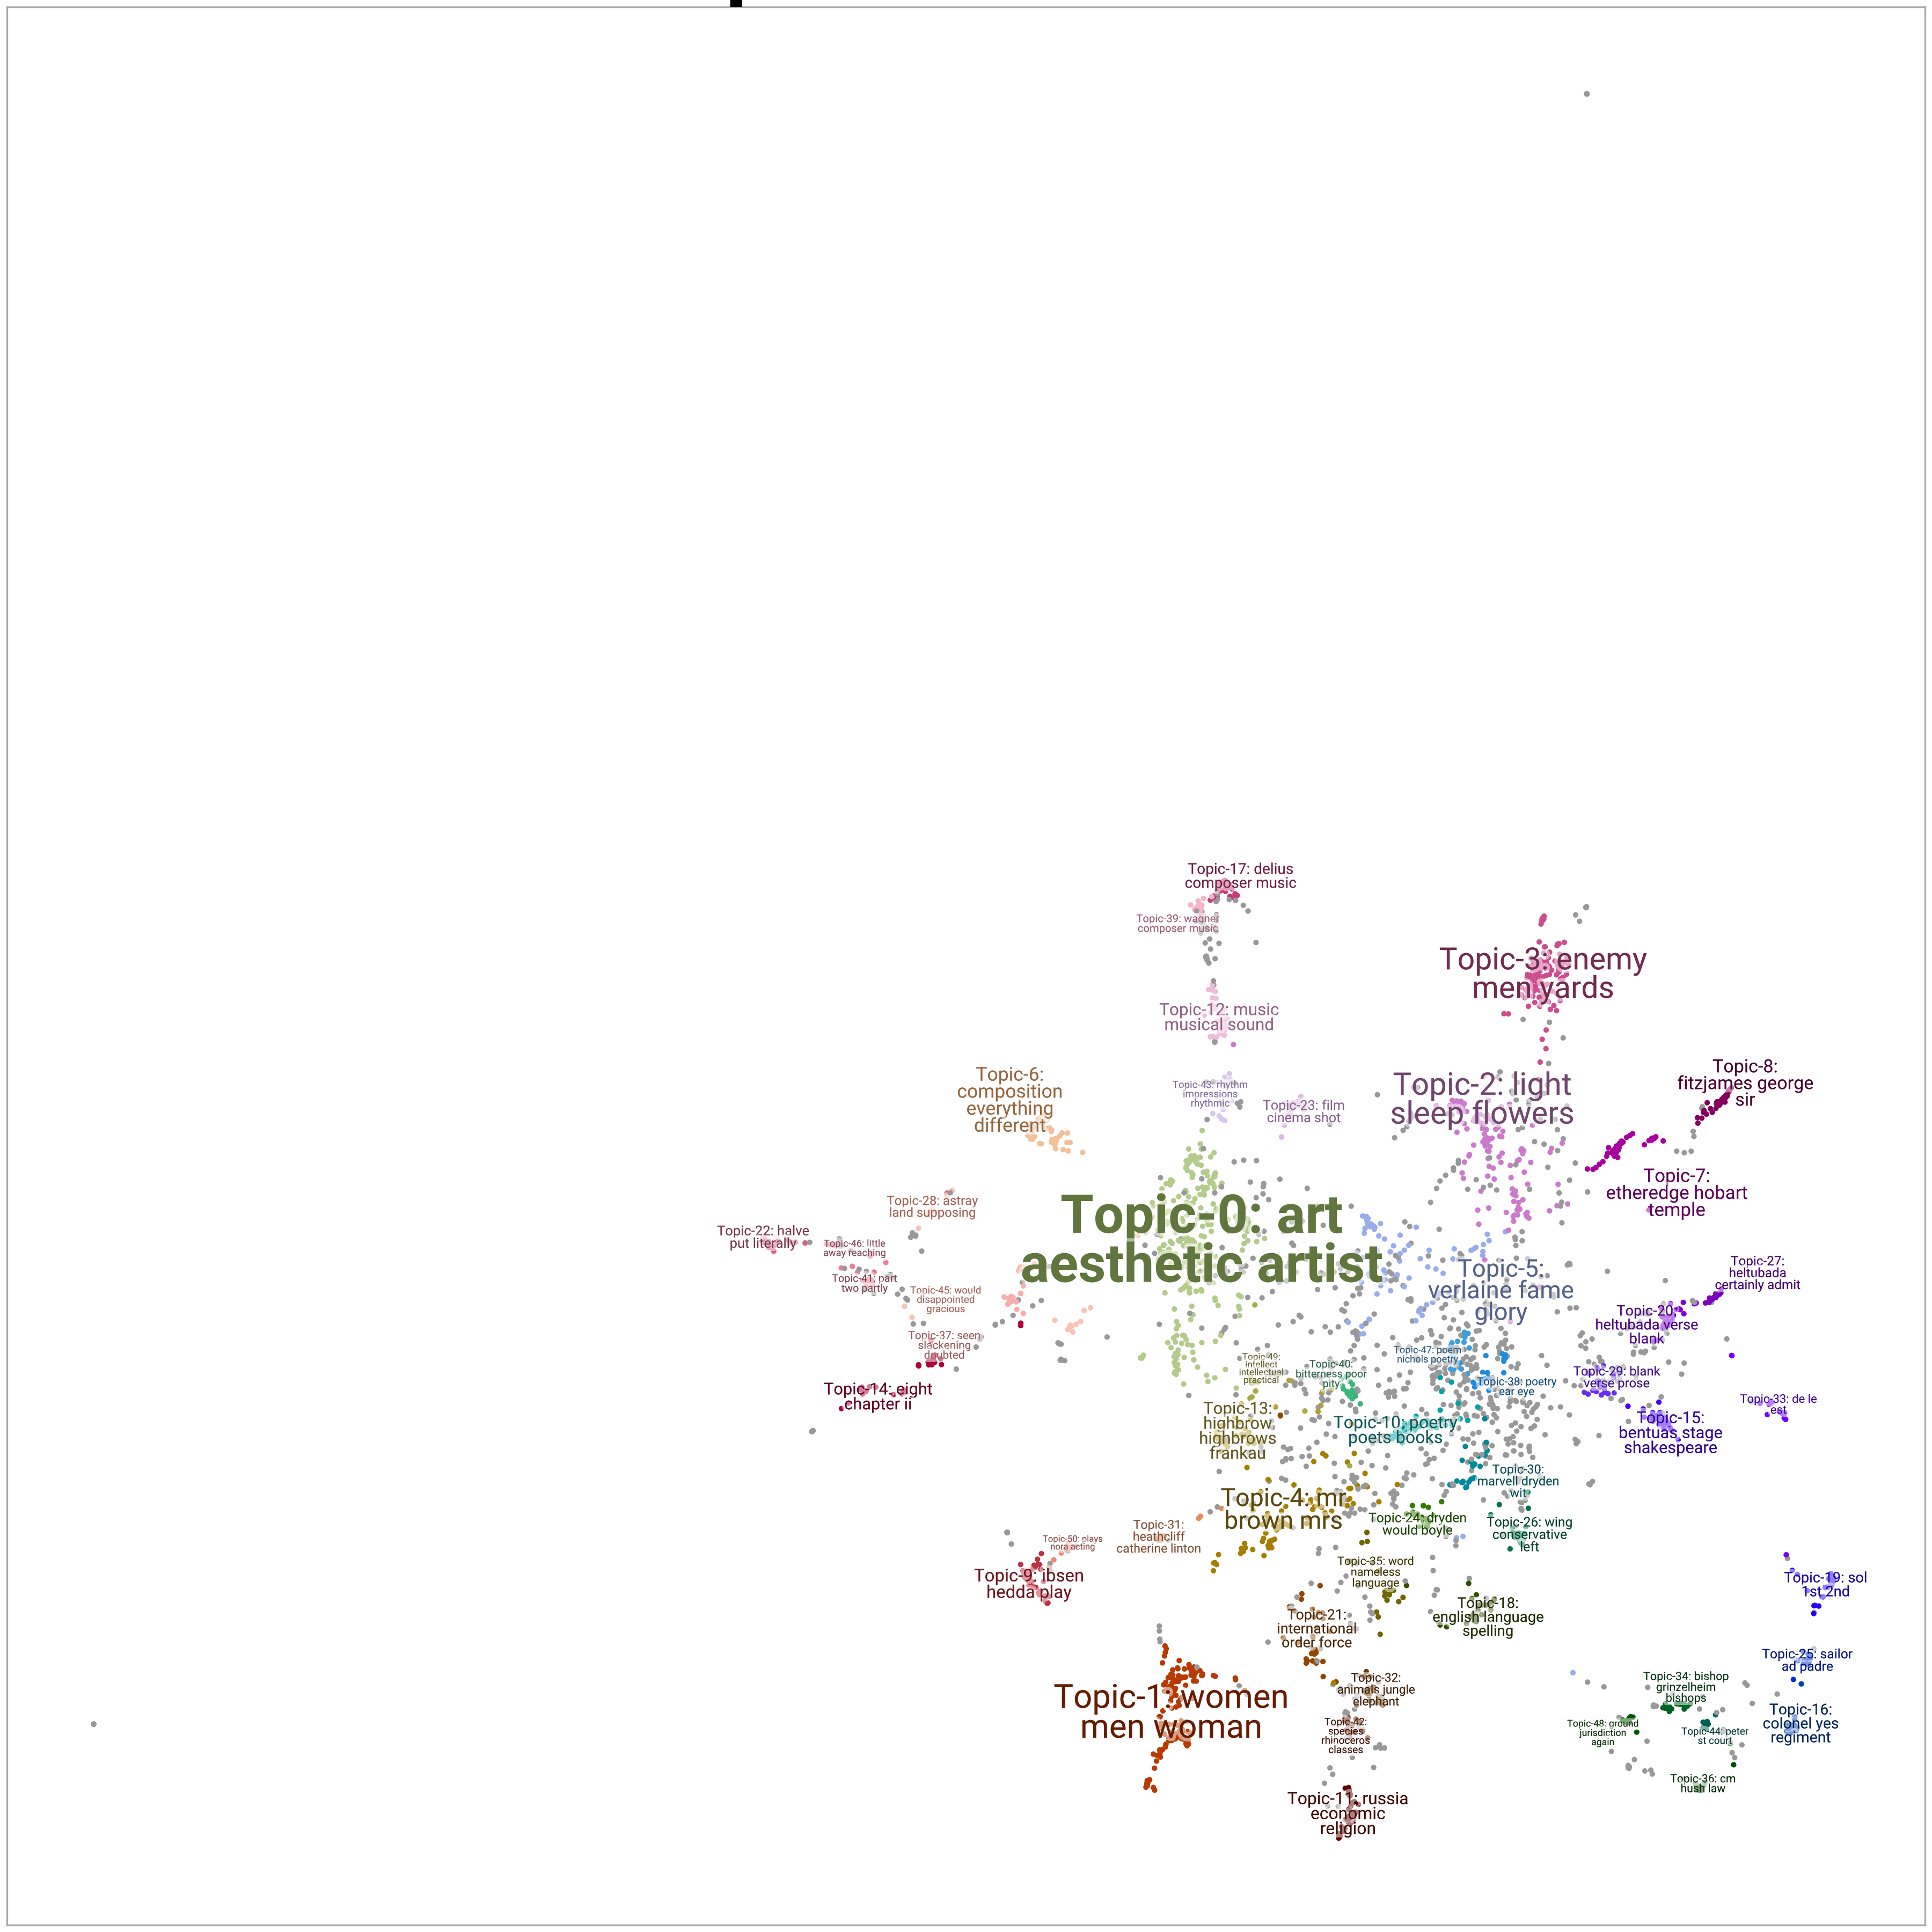 Topic-17: delius
composer music
Topic-39: wagner
composer music
Topic-3: enemy
men yards
Topic-12: music
musical sound
Topic-6:
composition
everything
different
Topic-43: rhythm
impressions
rhythmic
Topic-23: film
cinema shot
Topic-2: light
sleep flowers
Topic-8:
fitzjames george
sir
Topic-7:
etheredge hobart
temple
Topic-28: astray
land supposing
Topic-22: halve
put literally
Topic-46: little
away reaching
Topic-41: nart
two partly
Topic-45: would
disappointed
gracious
Topic-0: art
aesthetic artist
Topic-5:
verlaine fame
glory
Topic-27:
heltubada
certainly admit
Topic-20:
heltubada verse
blank
Topic-37: seen
slackening
doubted
Topic-14: eight
chapter ii
Topic-49:
intellect
intellectual
practical
Topic-40:
bitterness poor
pity
Topic-47: poem
nichols poetry
Topic-38: poetry
ear eye
Topic-29: blank
verse prose
Topic-33: de le
est
Topic-13:
highbrow
highbrows
frankau
Topic-10: poetry
poets books
Topic-15:
bentuas stage
shakespeare
Topic-30:
marvell dryden
wit
Topic-4: mr
brown mrs
Topic-24: dryden
would boyle
Topic-26: wing
conservative
left
Topic-31:
heathcliff
catherine linton
Topic-50: plays
nora acting
Topic-9: ibsen
hedda play
Topic-35: word
nameless
language
Topic-19: sol
1st 2nd
Topic-21:
international
order force
Topic-18:
english language
spelling
Topic-25: sailor
ad padre
Topic-1: women
men woman
Topic-32:
animals jungle
elephant
Topic-34: bishop
grinzelheim
bishops
Topic-42:
species
rhinoceros
classes
Topic-48: ground
jurisdiction
again
Topic-44: peter
st court
Topic-16:
colonel yes
regiment
Topic-36: cm
hush law
Topic-11: russia
economic
religion